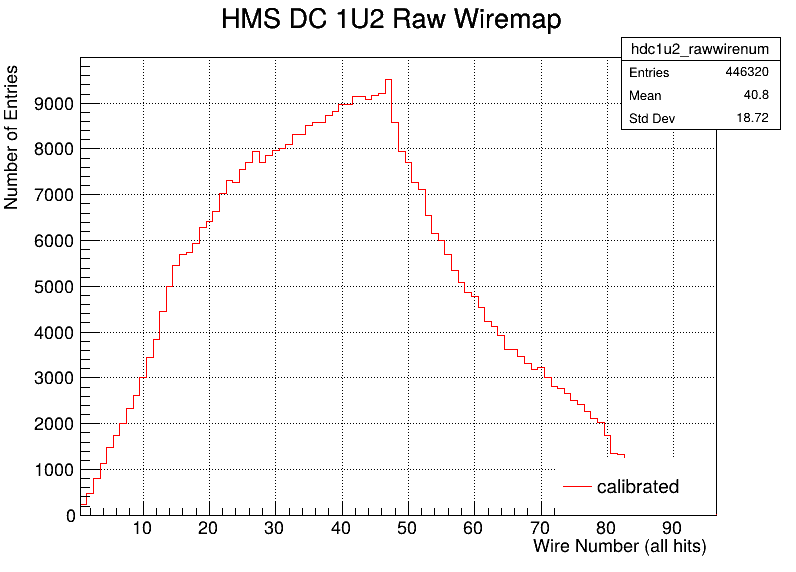 HMS DC 1U2 Raw Wiremap
hdc1u2_rawwirenum
Entries 446320
Mean 40.8
Std Dev 18.72
Number of Entries
9000
8000
7000
6000
5000
4000
3000
2000
1000
0
calibrated
10 20 30 40 50 60 70 80 90
Wire Number (all hits)